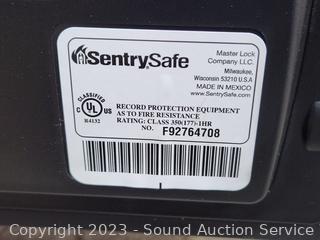 SentrySafe
Master Lock
Company LLC.
Milwaukee,
Wisconsin 53210 U.S.A
MADE IN MEXICO
www.SentrySafe.com
CLASSIFIED
C UL US
R4132
RECORD PROTECTION EQUIPMENT
AS TO FIRE RESISTANCE
RATING: CLASS 350(177)-1HR
NO. F92764708
Copyright 2023 - Sound Auction Service